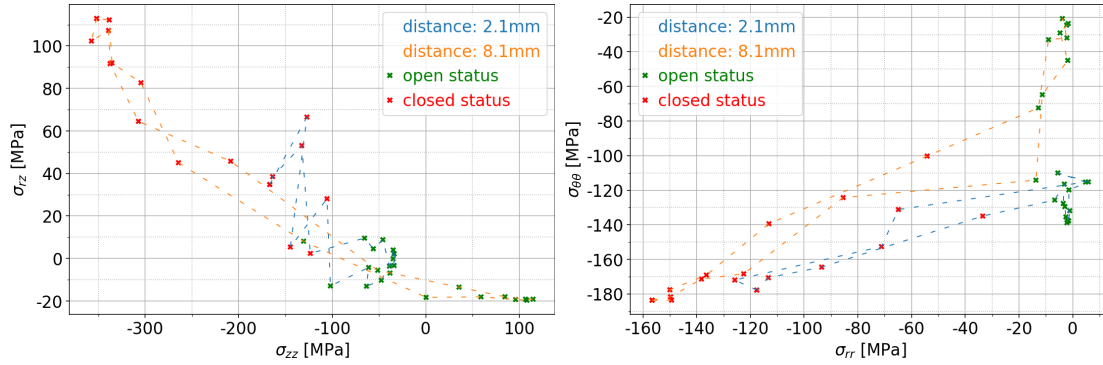 distance: 2.1mm
distance: 8.1mm
open status
closed status
100
80
60
40
20
0
-20
σrz [MPa]
-300
-200
-100
0
100
σzz [MPa]
distance: 2.1mm
distance: 8.1mm
open status
closed status
-20
-40
-60
-80
-100
-120
-140
-160
-180
σθθ [MPa]
-160
-140
-120
-100
-80
-60
-40
-20
0
σrr [MPa]